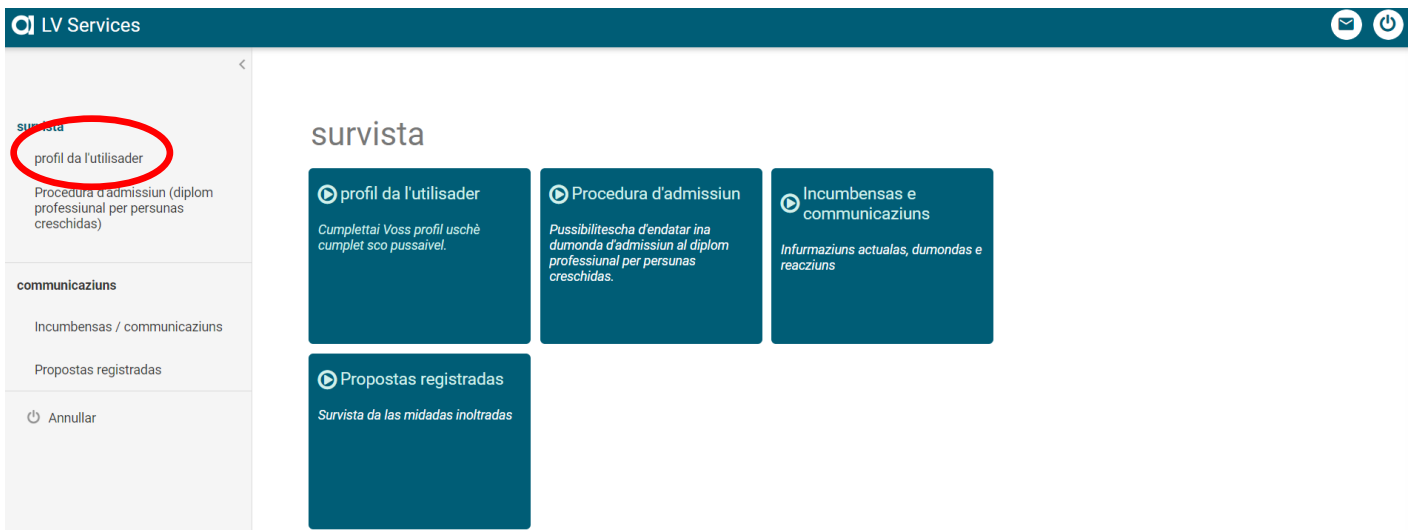 LV Services
survista
profil da l'utilisader
Procedura d'admissiun (diplom
professiunal per persunas
creschidas)
communicaziuns
Incumbensas / communicaziuns
Propostas registradas
Annullar
survista
profil da l'utilisader
Cumplettai Voss profil uschè
cumplet sco pussaivel.
Procedura d'admissiun
Pussibilitescha d'endatar ina
dumonda d'admissiun al diplom
professiunal per persunas
creschidas.
Incumbensas e
communicaziuns
Infurmaziuns actualas, dumondas e
reacziuns
Propostas registradas
Survista da las midadas inoltradas